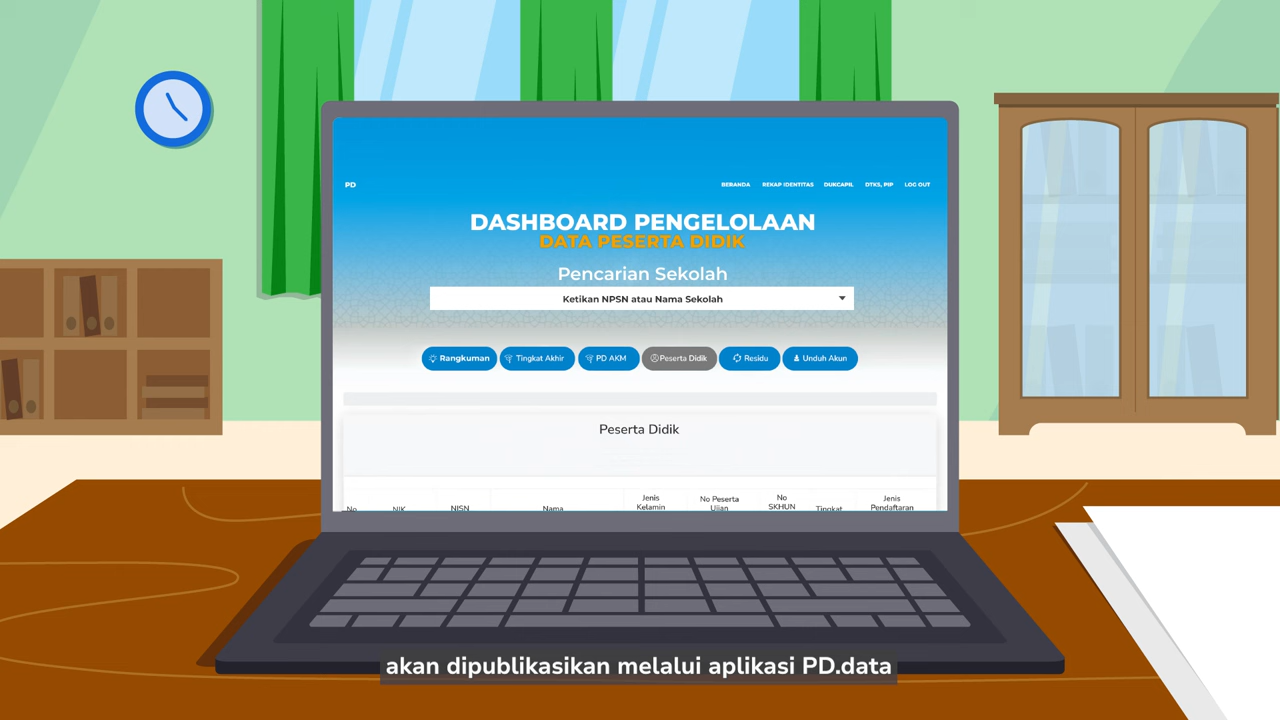 PD
BERANDA REKAP IDENTITAS DUKCAPIL DTKS, PIP LOG OUT
DASHBOARD PENGELOLAAN
DATA PESERTA DIDIK
Pencarian Sekolah
Ketikan NPSN atau Nama Sekolah
Rangkuman Tingkat Akhir PD AKM Peserta Didik Residu Unduh Akun
Peserta Didik
No NIK NISN Nama Jenis Kelamin No Peserta Ujian No SKHUN Tingkat Jenis Pendaftaran
akan dipublikasikan melalui aplikasi PD.data